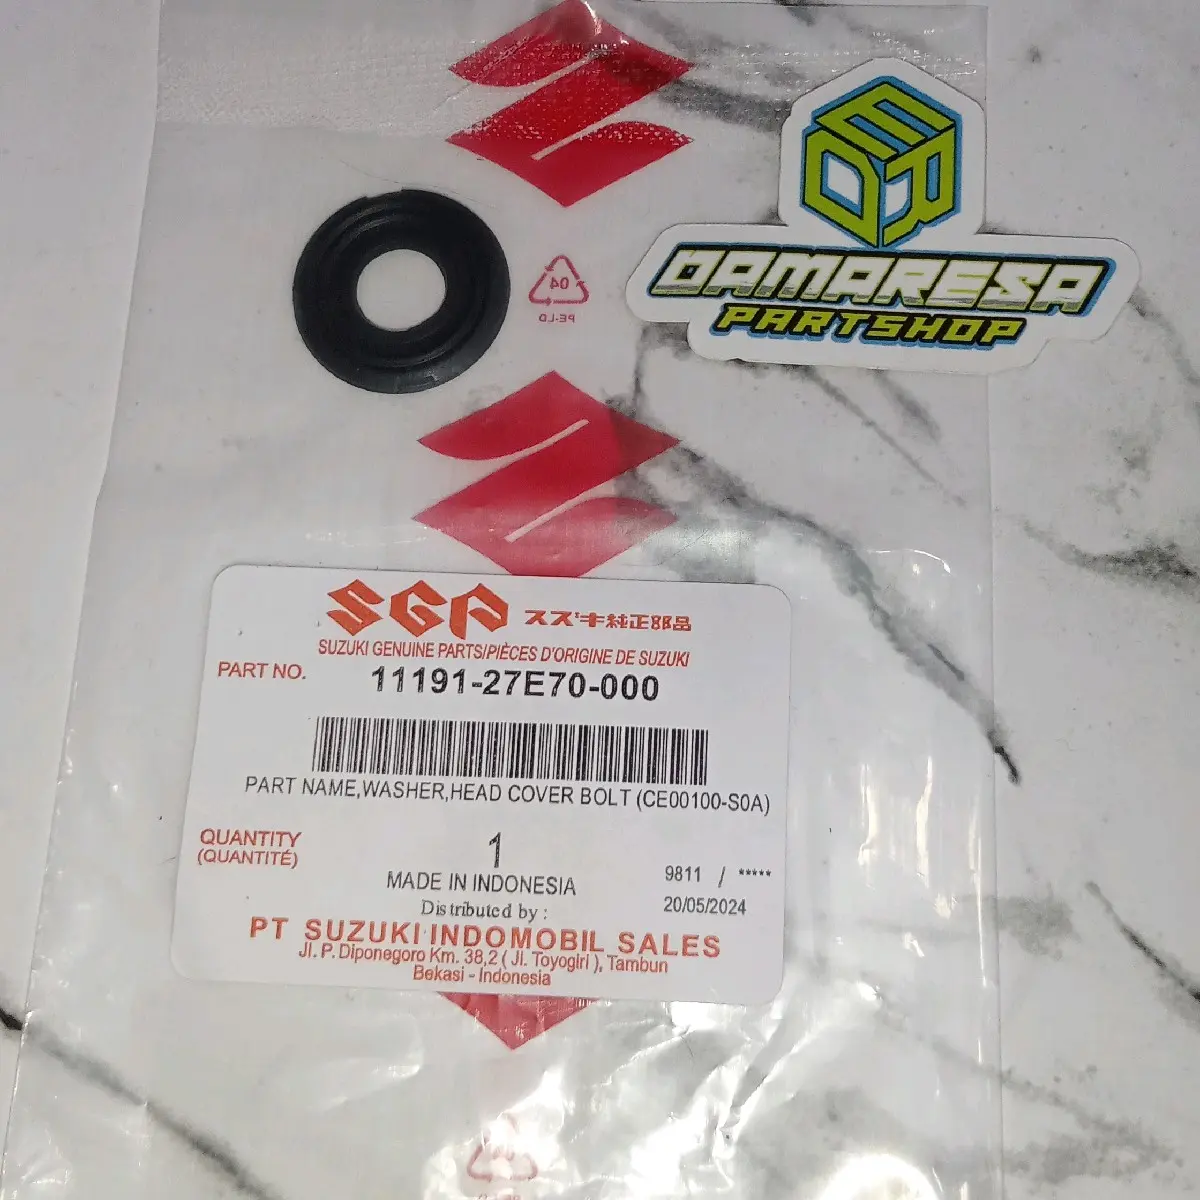 DR
DAMARESA
PARTSHOP
04
PE-LD
SGP スズキ純正部品
SUZUKI GENUINE PARTS/PIÈCES D'ORIGINE DE SUZUKI
PART NO. 11191-27E70-000
PART NAME,WASHER,HEAD COVER BOLT (CE00100-S0A)
QUANTITY 1
(QUANTITÉ)
MADE IN INDONESIA
9811 / *****
Distributed by :
20/05/2024
PT SUZUKI INDOMOBIL SALES
Jl. P. Diponegoro Km. 38,2 ( Jl. Toyogiri ), Tambun
Bekasi - Indonesia